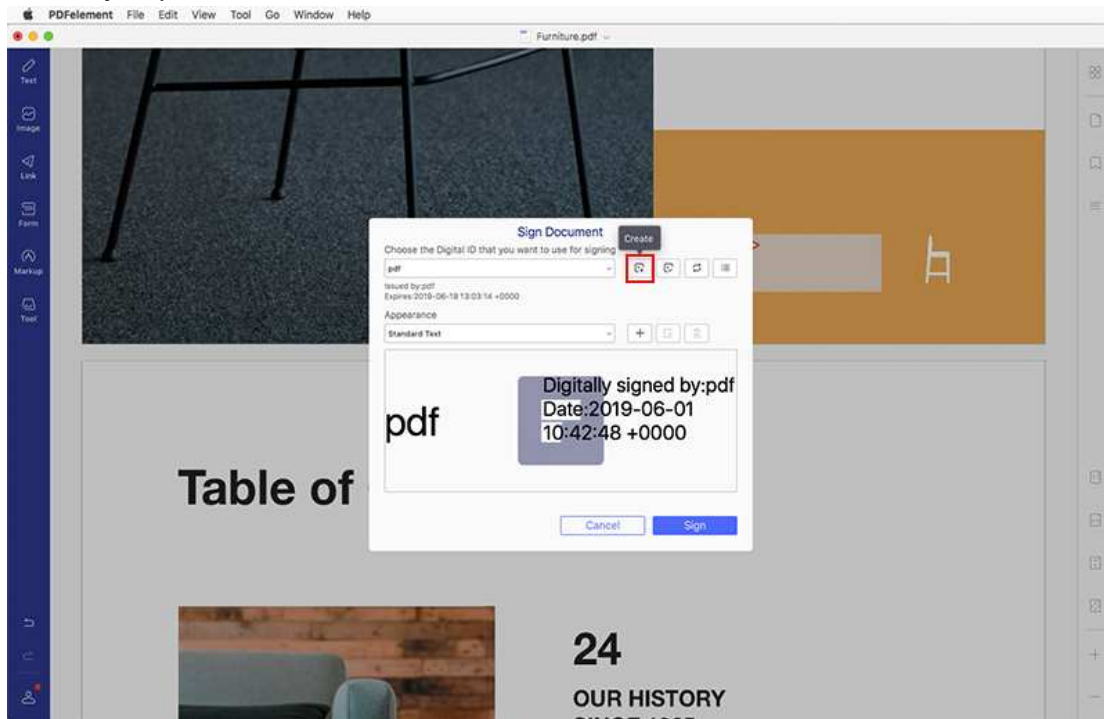 PDFelement File Edit View Tool Go Window Help
Furniture.pdf
Text
Image
Link
Form
Markup
Tool
Sign Document
Create
Choose the Digital ID that you want to use for signing
pdf
Issued by:pdf
Expires:2019-06-18 13:03:14 +0000
Appearance
Standard Text
pdf
Digitally signed by:pdf
Date:2019-06-01
10:42:48 +0000
Cancel Sign
Table of
24
OUR HISTORY